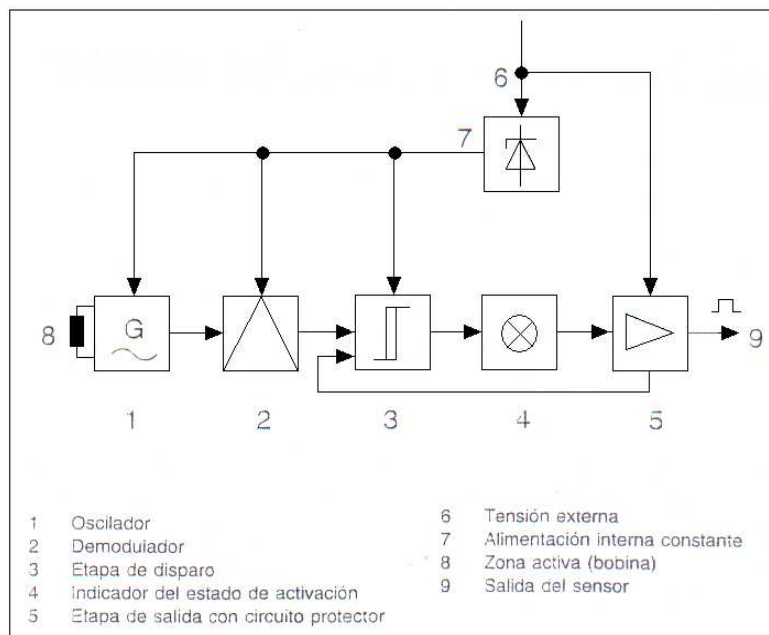 6
7
8
G
9
1
2
3
4
5
1 Oscilador
2 Demodulador
3 Etapa de disparo
4 Indicador del estado de activación
5 Etapa de salida con circuito protector
6 Tensión externa
7 Alimentación interna constante
8 Zona activa (bobina)
9 Salida del sensor